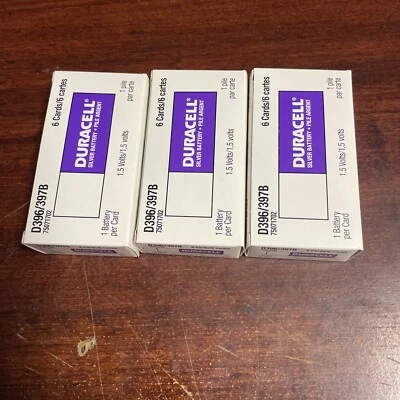 6 Cards/6 cartes
1 pile
par carte
DURACELL®
SILVER BATTERY • PILE ARGENT
1.5 Volts/1,5 volts
D396/397B
75071702
1 Battery
per Card
6 Cards/6 cartes
1 pile
par carte
DURACELL®
SILVER BATTERY • PILE ARGENT
1.5 Volts/1,5 volts
D396/397B
75071702
1 Battery
per Card
6 Cards/6 cartes
1 pile
par carte
DURACELL®
SILVER BATTERY • PILE ARGENT
1.5 Volts/1,5 volts
D396/397B
75071702
1 Battery
per Card